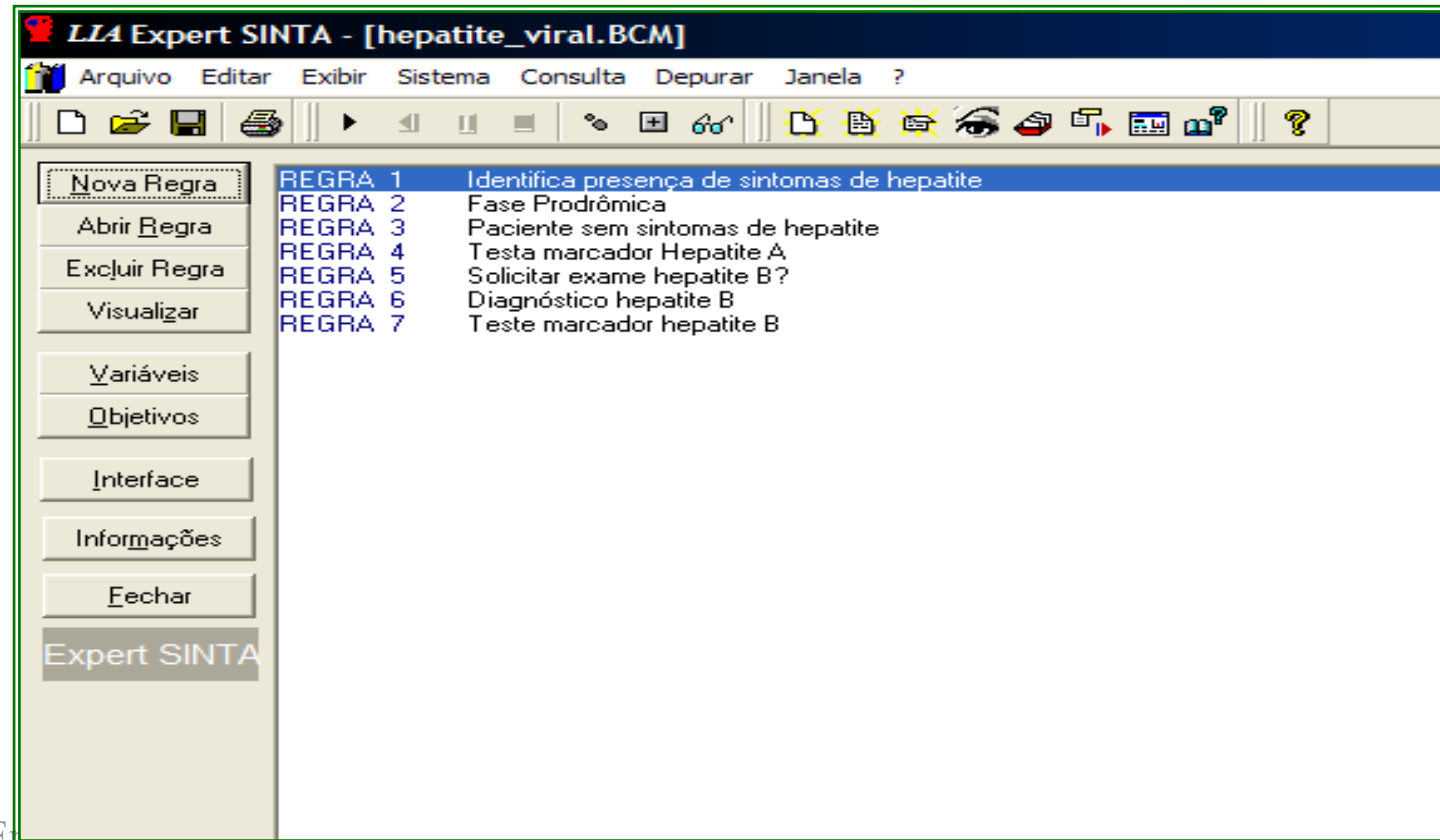 LIA Expert SINTA - [hepatite_viral.BCM]
Arquivo Editar Exibir Sistema Consulta Depurar Janela ?
Nova Regra
Abrir Regra
Excluir Regra
Visualizar
Variáveis
Objetivos
Interface
Informações
Fechar
Expert SINTA
REGRA 1 Identifica presença de sintomas de hepatite
REGRA 2 Fase Prodrômica
REGRA 3 Paciente sem sintomas de hepatite
REGRA 4 Testa marcador Hepatite A
REGRA 5 Solicitar exame hepatite B?
REGRA 6 Diagnóstico hepatite B
REGRA 7 Teste marcador hepatite B